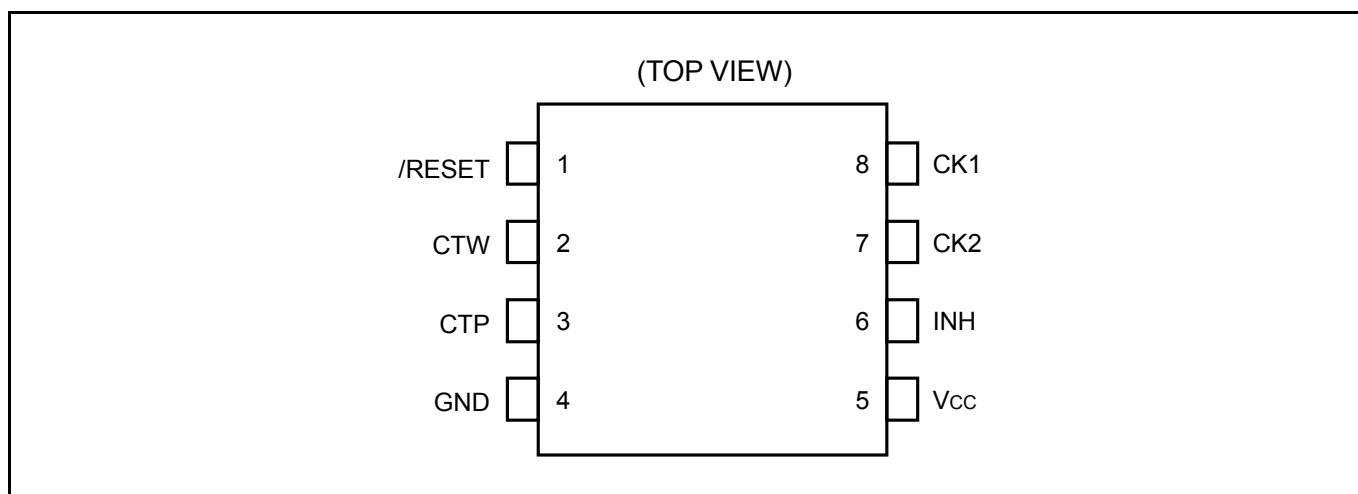 (TOP VIEW)
/RESET 1 8 CK1
CTW 2 7 CK2
CTP 3 6 INH
GND 4 5 VCC